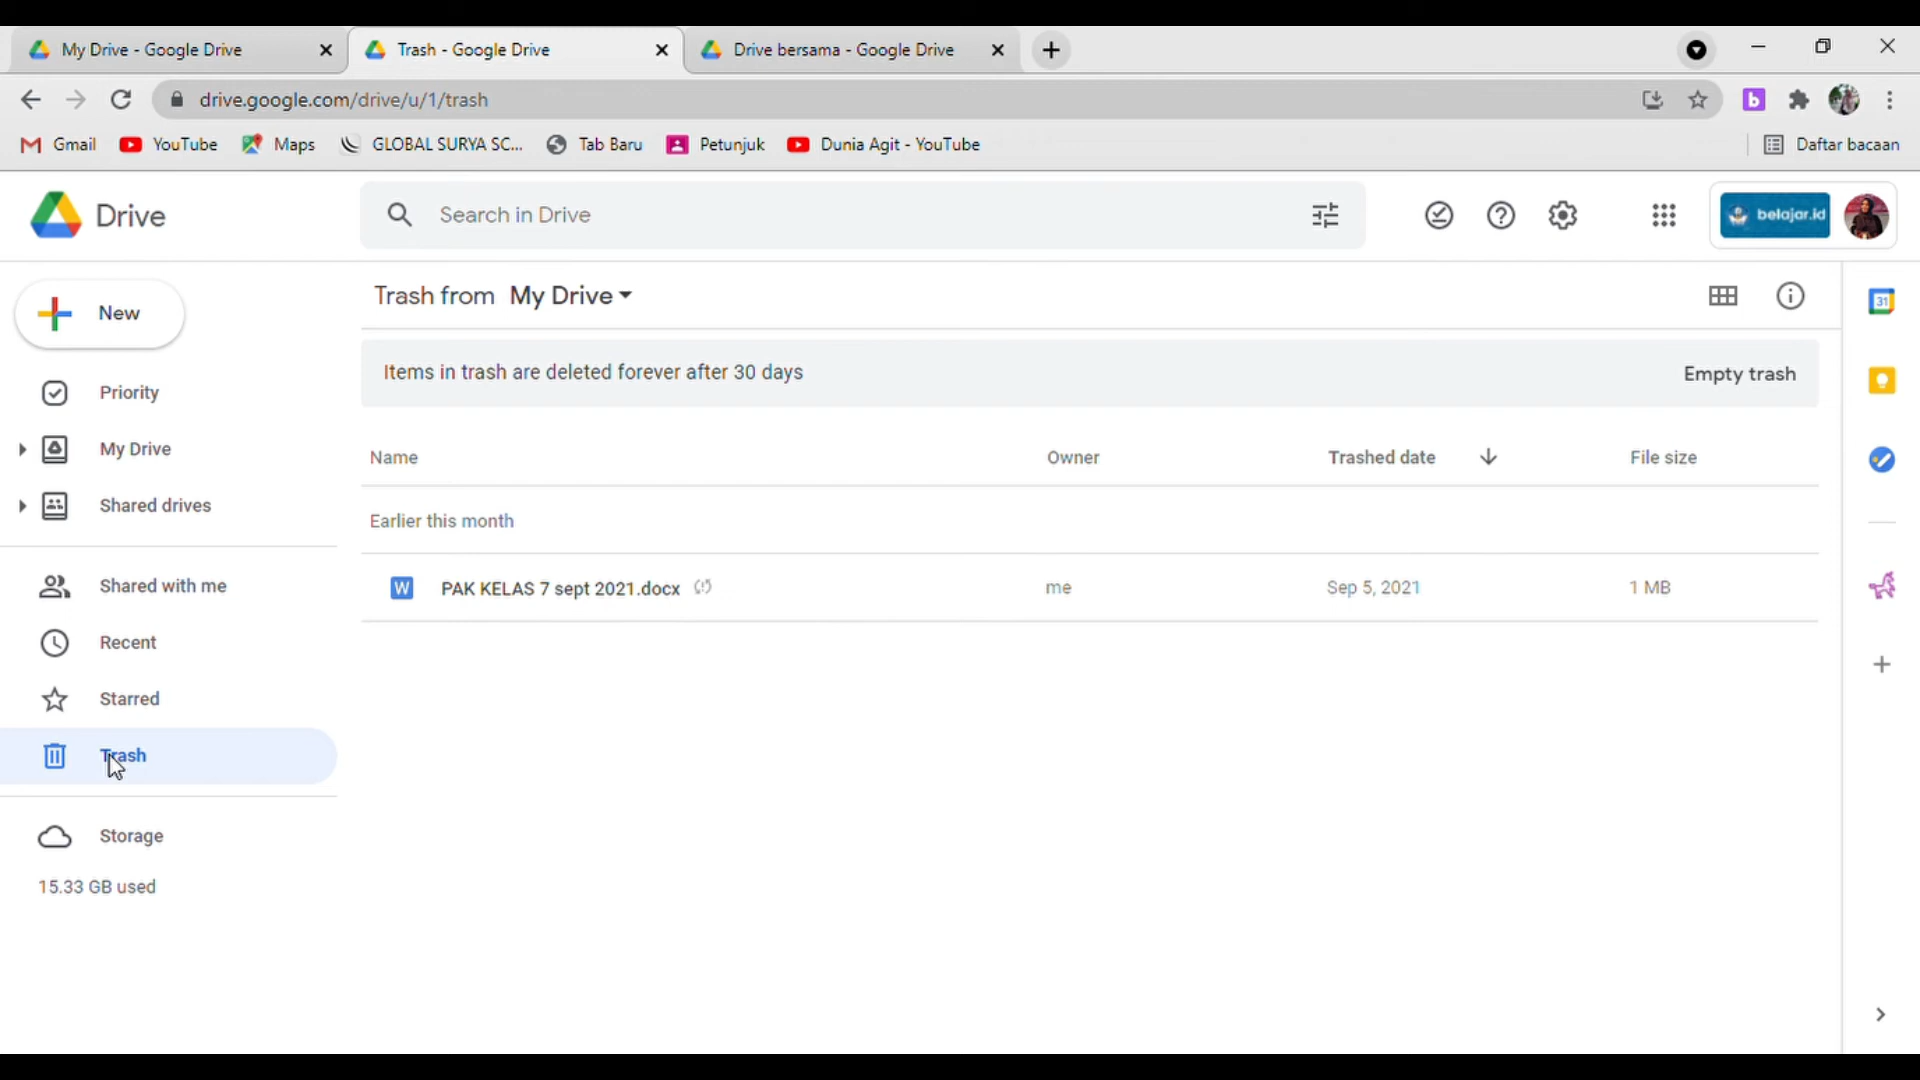 My Drive - Google Drive
Trash - Google Drive
Drive bersama - Google Drive
drive.google.com/drive/u/1/trash
b
Gmail
YouTube
Maps
GLOBAL SURYA SC...
Tab Baru
Petunjuk
Dunia Agit - YouTube
Daftar bacaan
Drive
Search in Drive
belajar.id
New
Trash from My Drive
31
Items in trash are deleted forever after 30 days
Empty trash
Priority
My Drive
Shared drives
Name
Owner
Trashed date
File size
Earlier this month
W
PAK KELAS 7 sept 2021.docx
me
Sep 5, 2021
1 MB
Shared with me
Recent
Starred
Trash
Storage
15.33 GB used